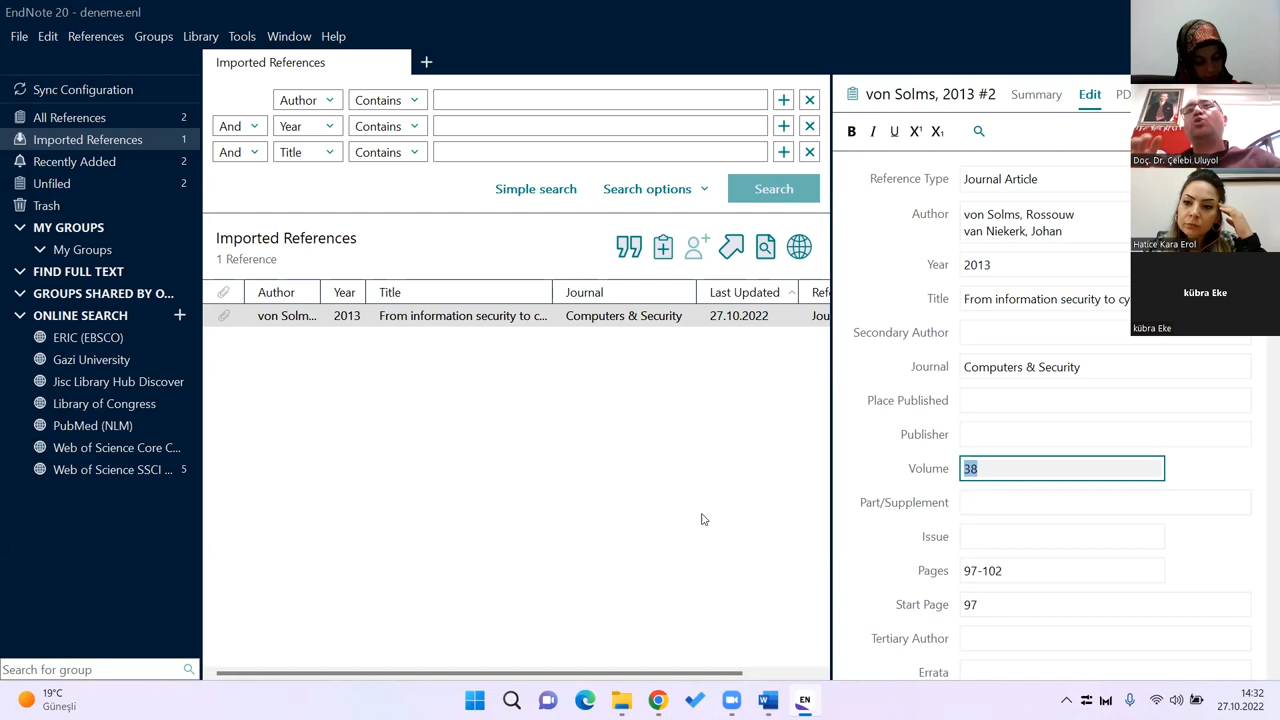 EndNote 20 - deneme.enl
File Edit References Groups Library Tools Window Help
Sync Configuration
All References 2
Imported References 1
Recently Added 2
Unfiled 2
Trash
MY GROUPS
My Groups
FIND FULL TEXT
GROUPS SHARED BY O...
ONLINE SEARCH
ERIC (EBSCO)
Gazi University
Jisc Library Hub Discover
Library of Congress
PubMed (NLM)
Web of Science Core C...
Web of Science SSCI ... 5
Search for group
Imported References
Author Contains
And Year Contains
And Title Contains
Simple search Search options Search
Imported References
1 Reference
Author Year Title Journal Last Updated Ref
von Solm... 2013 From information security to c... Computers & Security 27.10.2022 Jou
von Solms, 2013 #2 Summary Edit PD
B I U X¹ X₁
Reference Type Journal Article
Author von Solms, Rossouw
van Niekerk, Johan
Year 2013
Title From information security to cy
Secondary Author
Journal Computers & Security
Place Published
Publisher
Volume 38
Part/Supplement
Issue
Pages 97-102
Start Page 97
Tertiary Author
Errata
Doç. Dr. Çelebi Uluyol
Hatice Kara Erol
kübra Eke
kübra Eke
19°C
Güneşli
EN
14:32
27.10.2022